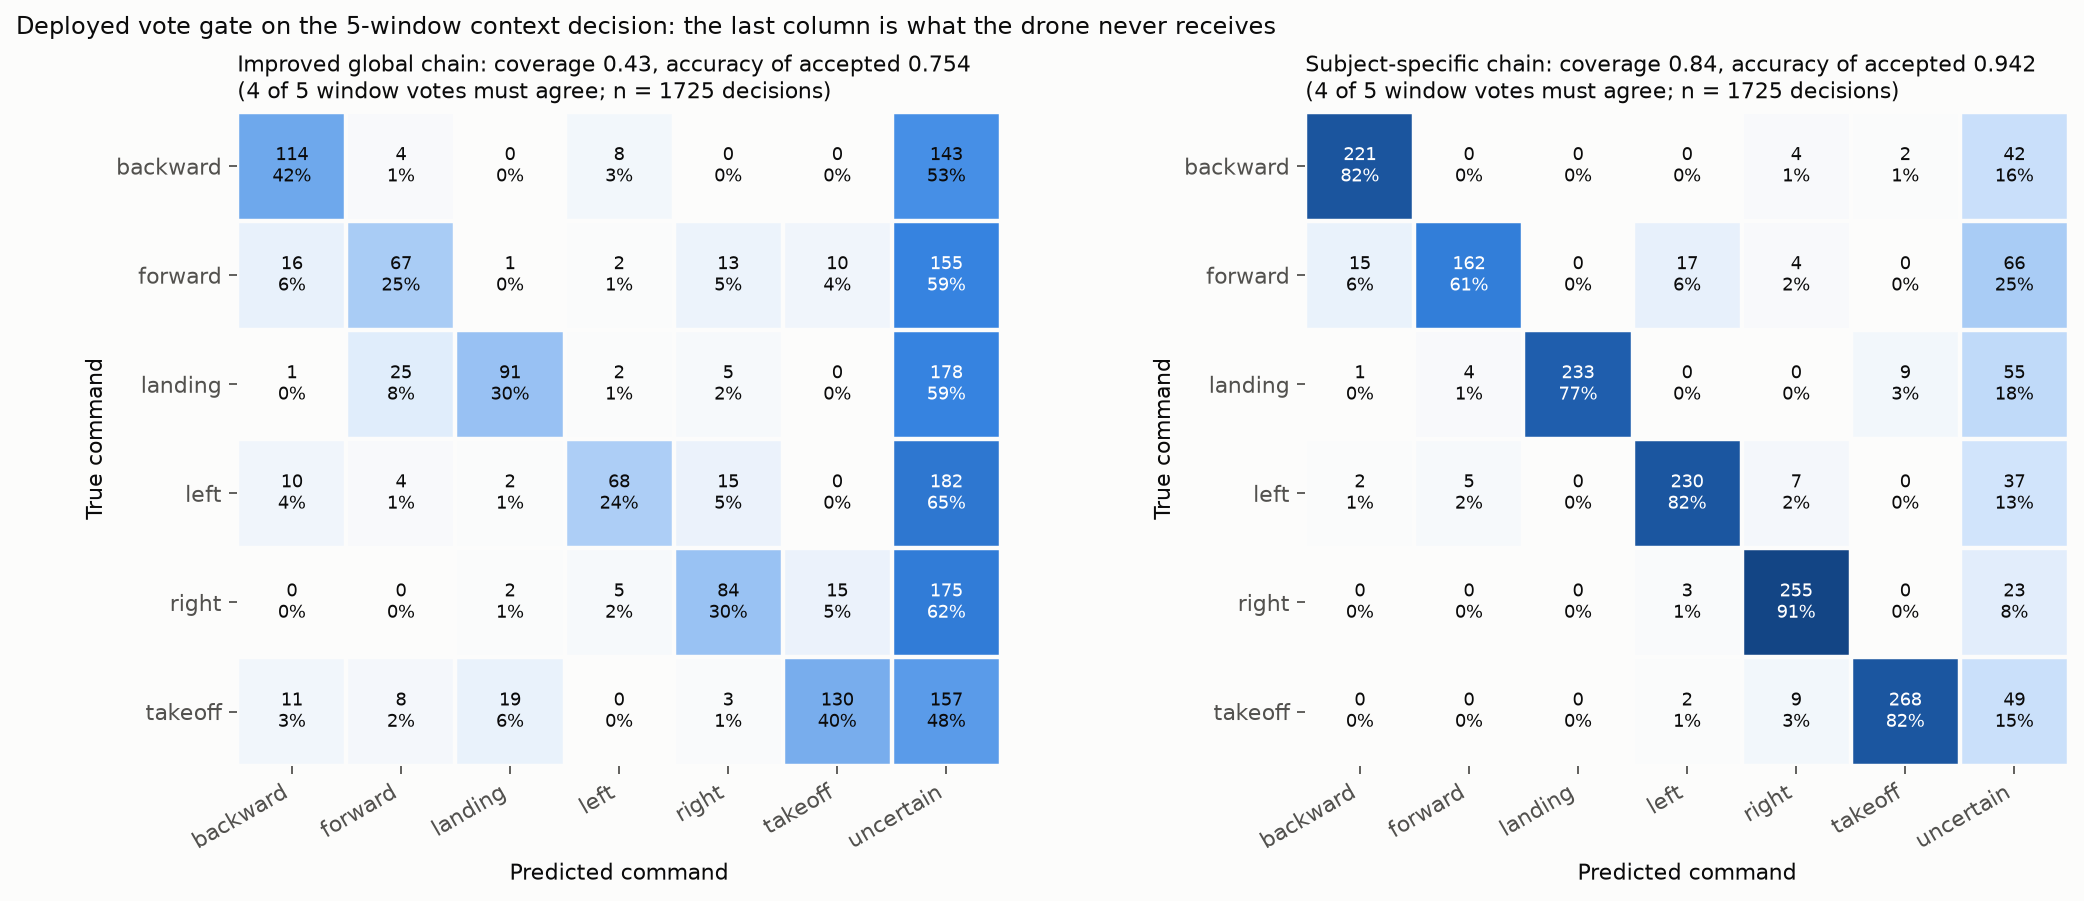 Deployed vote gate on the 5-window context decision: the last column is what the drone never receives
Improved global chain: coverage 0.43, accuracy of accepted 0.754
(4 of 5 window votes must agree; n = 1725 decisions)
True command
backward
114 4 0 8 0 0 143
42% 1% 0% 3% 0% 0% 53%
forward
16 67 1 2 13 10 155
6% 25% 0% 1% 5% 4% 59%
landing
1 25 91 2 5 0 178
0% 8% 30% 1% 2% 0% 59%
left
10 4 2 68 15 0 182
4% 1% 1% 24% 5% 0% 65%
right
0 0 2 5 84 15 175
0% 0% 1% 2% 30% 5% 62%
takeoff
11 8 19 0 3 130 157
3% 2% 6% 0% 1% 40% 48%
backward forward landing left right takeoff uncertain
Predicted command
Subject-specific chain: coverage 0.84, accuracy of accepted 0.942
(4 of 5 window votes must agree; n = 1725 decisions)
True command
backward
221 0 0 0 4 2 42
82% 0% 0% 0% 1% 1% 16%
forward
15 162 0 17 4 0 66
6% 61% 0% 6% 2% 0% 25%
landing
1 4 233 0 0 9 55
0% 1% 77% 0% 0% 3% 18%
left
2 5 0 230 7 0 37
1% 2% 0% 82% 2% 0% 13%
right
0 0 0 3 255 0 23
0% 0% 0% 1% 91% 0% 8%
takeoff
0 0 0 2 9 268 49
0% 0% 0% 1% 3% 82% 15%
backward forward landing left right takeoff uncertain
Predicted command